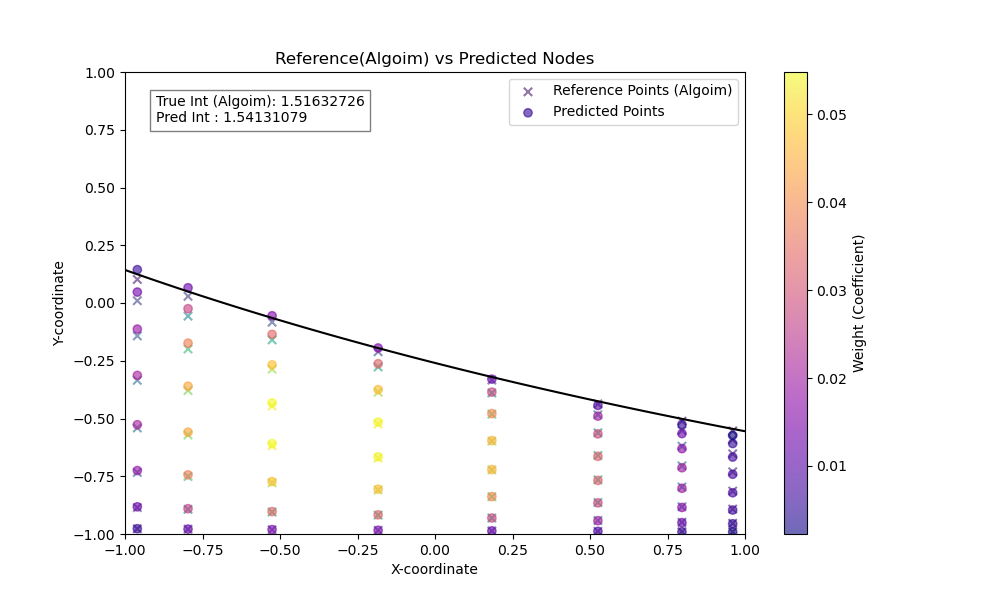 Reference(Algoim) vs Predicted Nodes
True Int (Algoim): 1.51632726
Pred Int : 1.54131079
Reference Points (Algoim)
Predicted Points
1.00
0.75
0.50
0.25
0.00
−0.25
−0.50
−0.75
−1.00
Y-coordinate
−1.00 −0.75 −0.50 −0.25 0.00 0.25 0.50 0.75 1.00
X-coordinate
0.05
0.04
0.03
0.02
0.01
Weight (Coefficient)